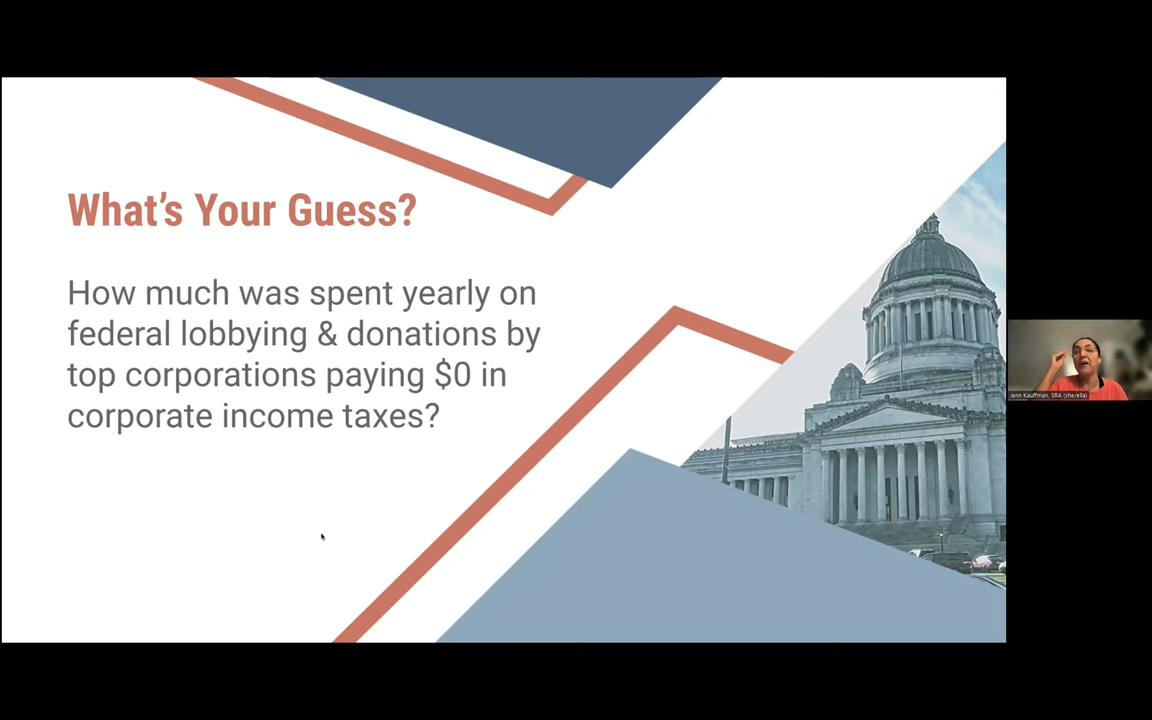 What's Your Guess?
How much was spent yearly on
federal lobbying & donations by
top corporations paying $0 in
corporate income taxes?
Jenn Kauffman, SRA (she/ella)